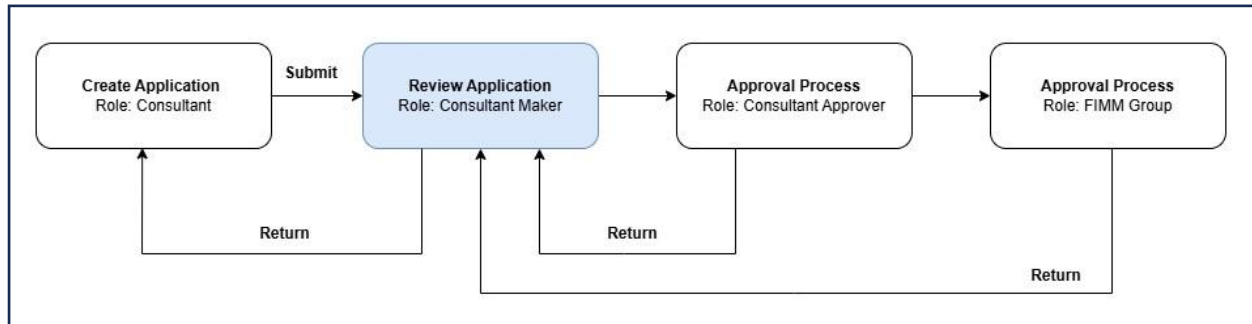 Create Application
Role: Consultant
Submit
Review Application
Role: Consultant Maker
Approval Process
Role: Consultant Approver
Approval Process
Role: FIMM Group
Return
Return
Return